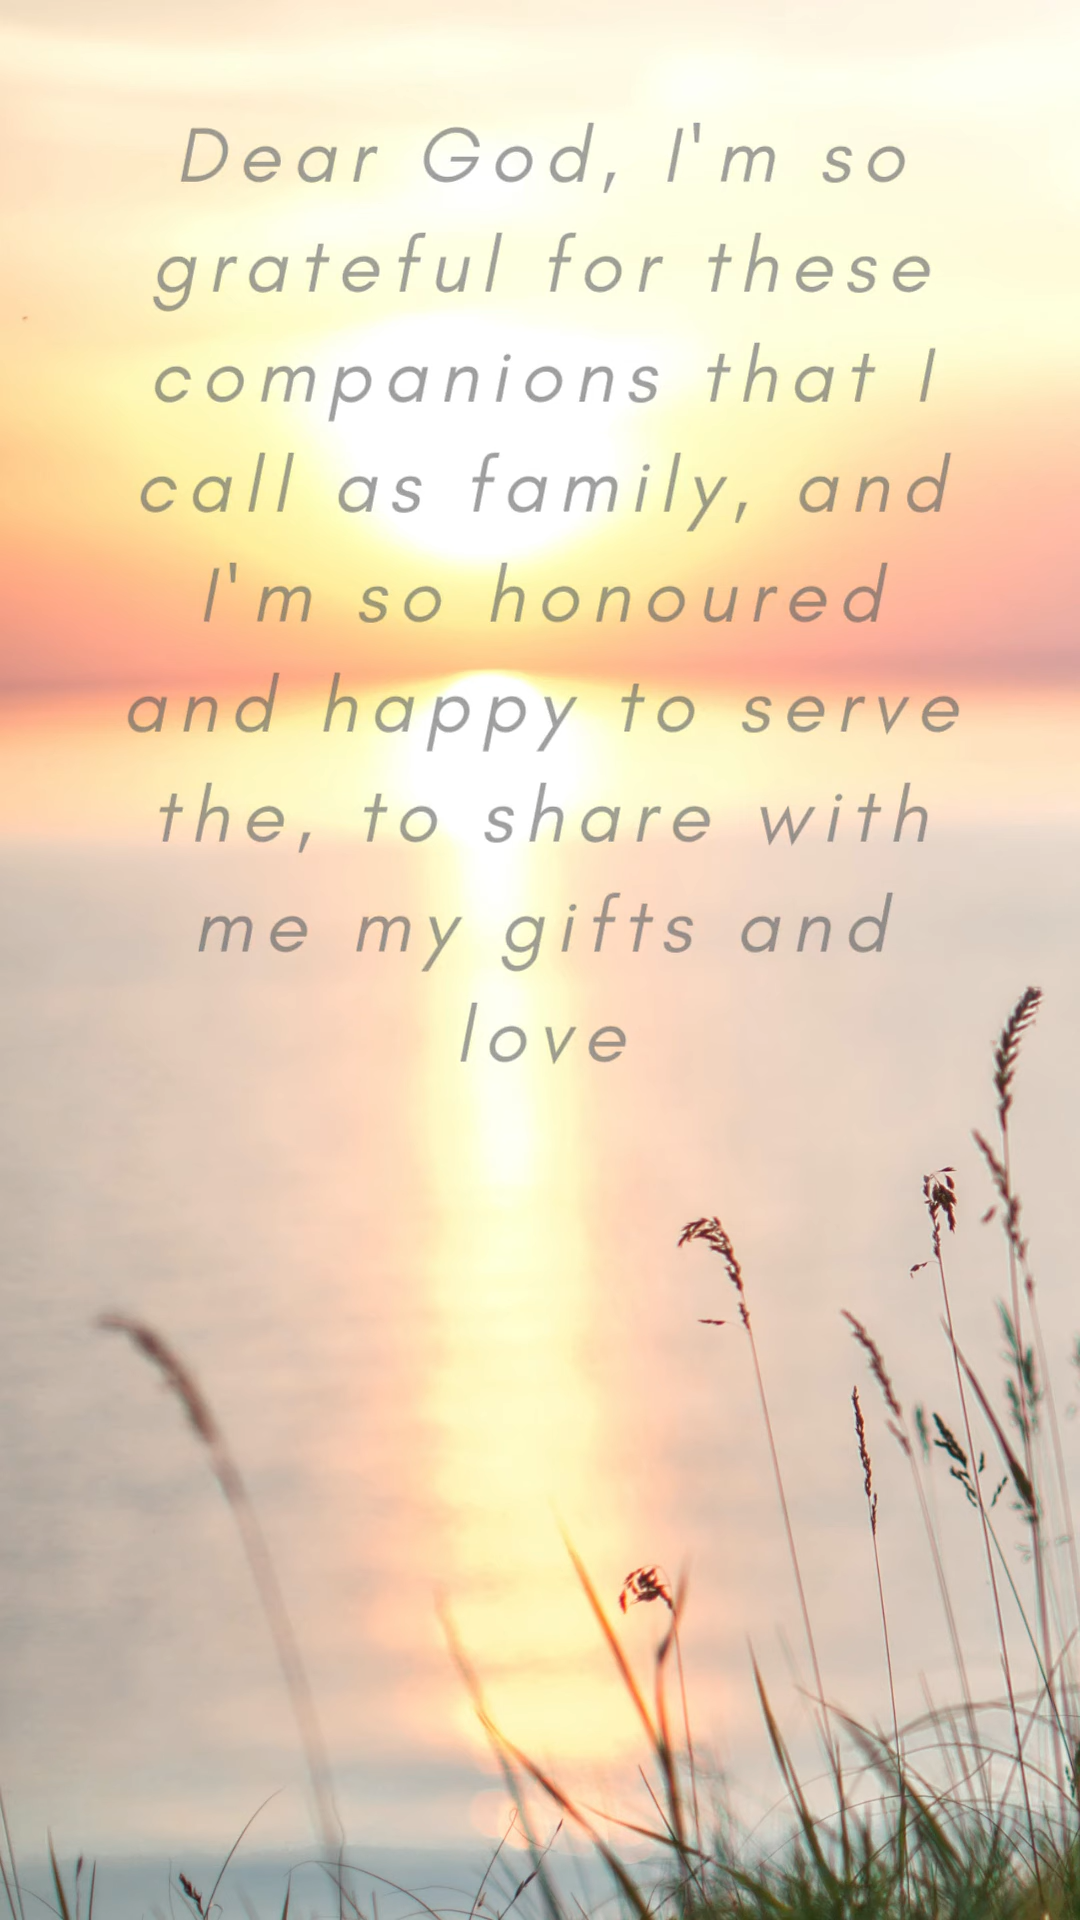 Dear God, I'm so
grateful for these
companions that I
call as family, and
I'm so honoured
and happy to serve
the, to share with
me my gifts and
love